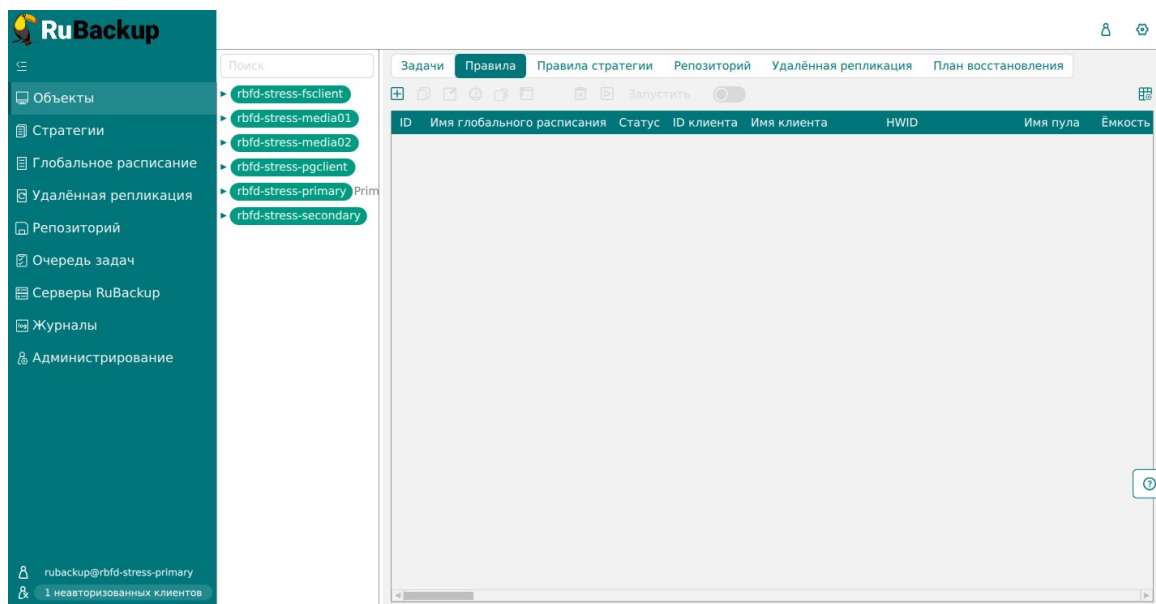 RuBackup
Объекты
Стратегии
Глобальное расписание
Удалённая репликация
Репозиторий
Очередь задач
Серверы RuBackup
log Журналы
Администрирование
rubackup@rbfd-stress-primary
1 неавторизованных клиентов
Поиск
rbfd-stress-fsclient
rbfd-stress-media01
rbfd-stress-media02
rbfd-stress-pgclient
rbfd-stress-primary Prim
rbfd-stress-secondary
Задачи Правила Правила стратегии Репозиторий Удалённая репликация План восстановления
Запустить
ID Имя глобального расписания Статус ID клиента Имя клиента HWID Имя пула Ёмкость
?